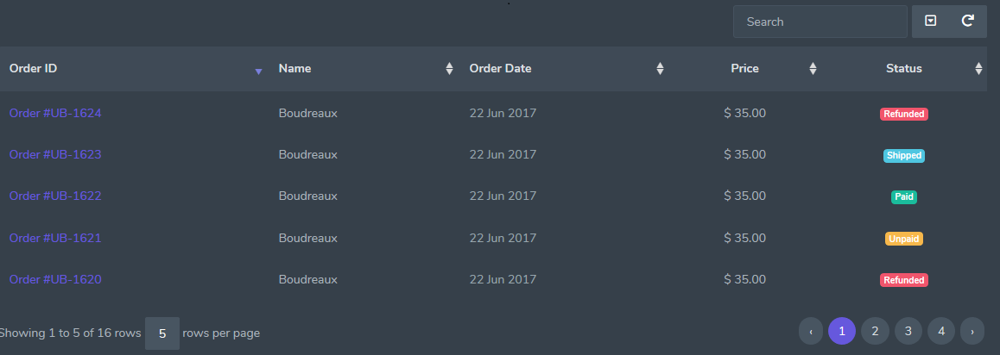 Search
Order ID Name Order Date Price Status
Order #UB-1624 Boudreaux 22 Jun 2017 $ 35.00 Refunded
Order #UB-1623 Boudreaux 22 Jun 2017 $ 35.00 Shipped
Order #UB-1622 Boudreaux 22 Jun 2017 $ 35.00 Paid
Order #UB-1621 Boudreaux 22 Jun 2017 $ 35.00 Unpaid
Order #UB-1620 Boudreaux 22 Jun 2017 $ 35.00 Refunded
Showing 1 to 5 of 16 rows 5 rows per page ‹ 1 2 3 4 ›